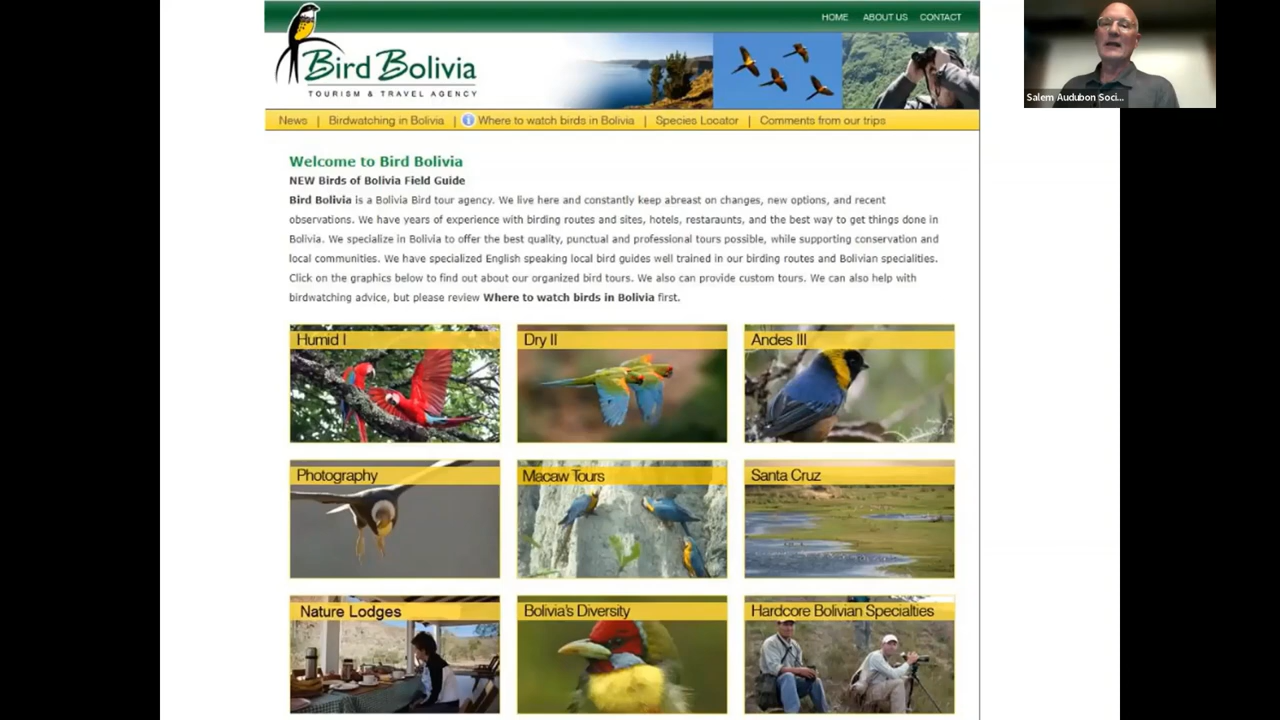 HOME ABOUT US CONTACT
Bird Bolivia
TOURISM & TRAVEL AGENCY
Salem Audubon Soci...
News | Birdwatching in Bolivia | Where to watch birds in Bolivia | Species Locator | Comments from our trips
Welcome to Bird Bolivia
NEW Birds of Bolivia Field Guide
Bird Bolivia is a Bolivia Bird tour agency. We live here and constantly keep abreast on changes, new options, and recent
observations. We have years of experience with birding routes and sites, hotels, restaraunts, and the best way to get things done in
Bolivia. We specialize in Bolivia to offer the best quality, punctual and professional tours possible, while supporting conservation and
local communities. We have specialized English speaking local bird guides well trained in our birding routes and Bolivian specialities.
Click on the graphics below to find out about our organized bird tours. We also can provide custom tours. We can also help with
birdwatching advice, but please review Where to watch birds in Bolivia first.
Humid I
Dry II
Andes III
Photography
Macaw Tours
Santa Cruz
Nature Lodges
Bolivia's Diversity
Hardcore Bolivian Specialties